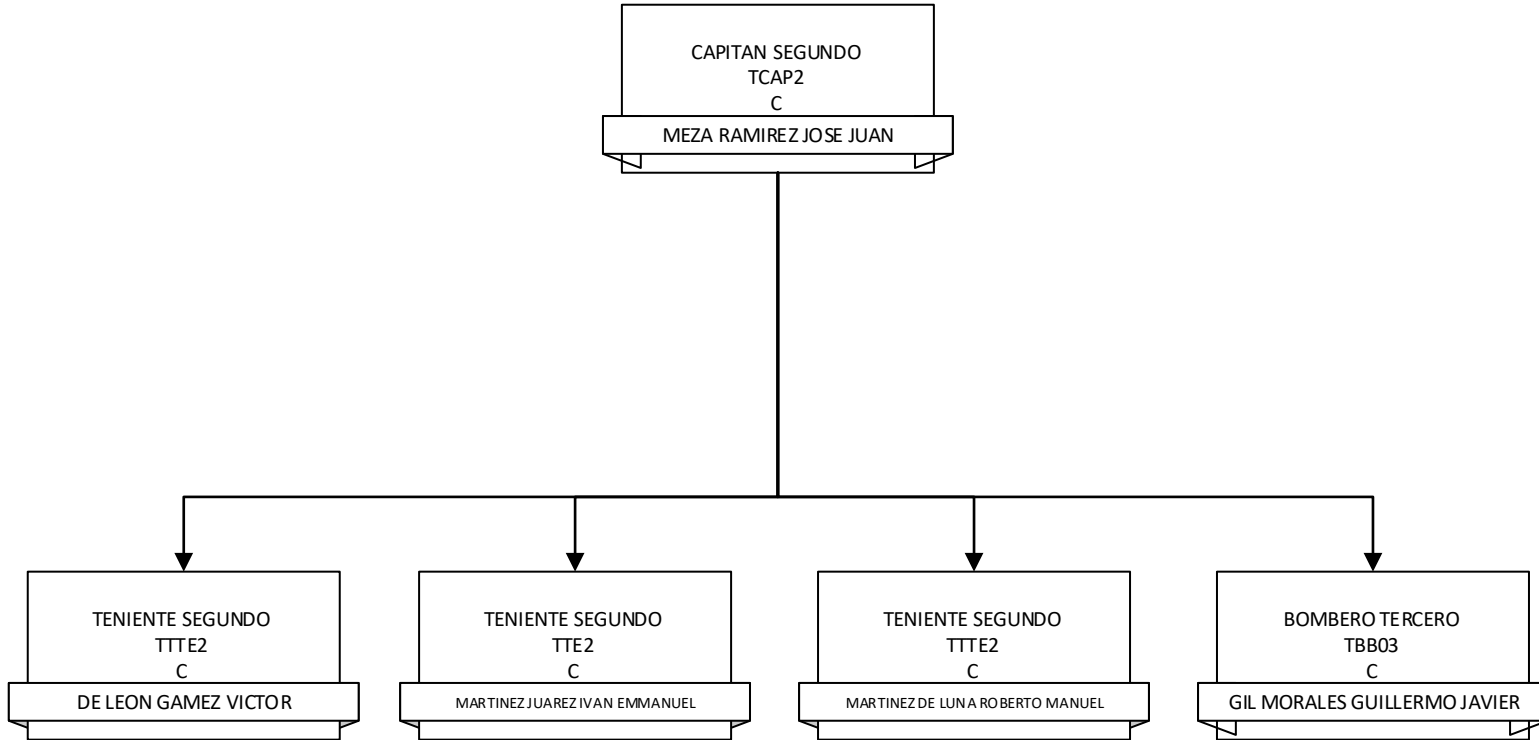 CAPITAN SEGUNDO
TCAP2
C
MEZA RAMIREZ JOSE JUAN
TENIENTE SEGUNDO
TTTE2
C
DE LEON GAMEZ VICTOR
TENIENTE SEGUNDO
TTE2
C
MARTINEZ JUAREZ IVAN EMMANUEL
TENIENTE SEGUNDO
TTTE2
C
MARTINEZ DE LUNA ROBERTO MANUEL
BOMBERO TERCERO
TBB03
C
GIL MORALES GUILLERMO JAVIER